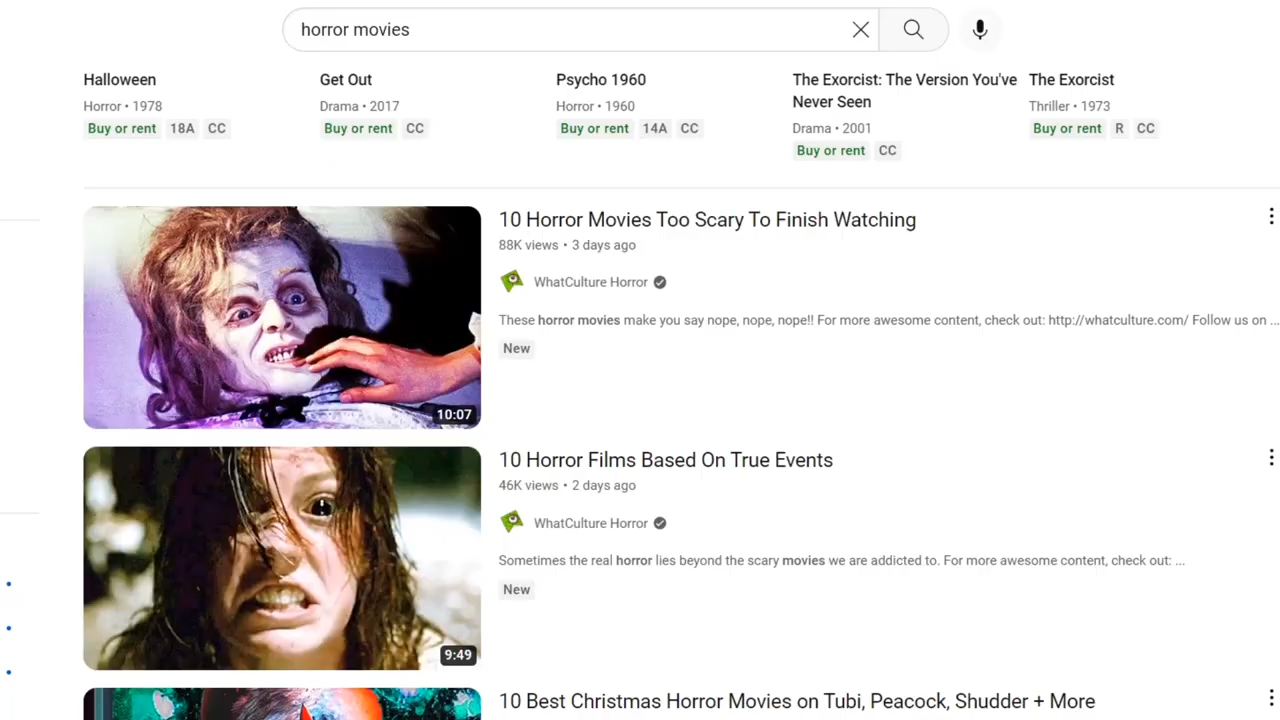 horror movies
Halloween
Horror • 1978
Buy or rent 18A CC
Get Out
Drama • 2017
Buy or rent CC
Psycho 1960
Horror • 1960
Buy or rent 14A CC
The Exorcist: The Version You've
Never Seen
Drama • 2001
Buy or rent CC
The Exorcist
Thriller • 1973
Buy or rent R CC
10:07
10 Horror Movies Too Scary To Finish Watching
88K views • 3 days ago
WhatCulture Horror
These horror movies make you say nope, nope, nope!! For more awesome content, check out: http://whatculture.com/ Follow us on ...
New
9:49
10 Horror Films Based On True Events
46K views • 2 days ago
WhatCulture Horror
Sometimes the real horror lies beyond the scary movies we are addicted to. For more awesome content, check out: ...
New
10 Best Christmas Horror Movies on Tubi, Peacock, Shudder + More